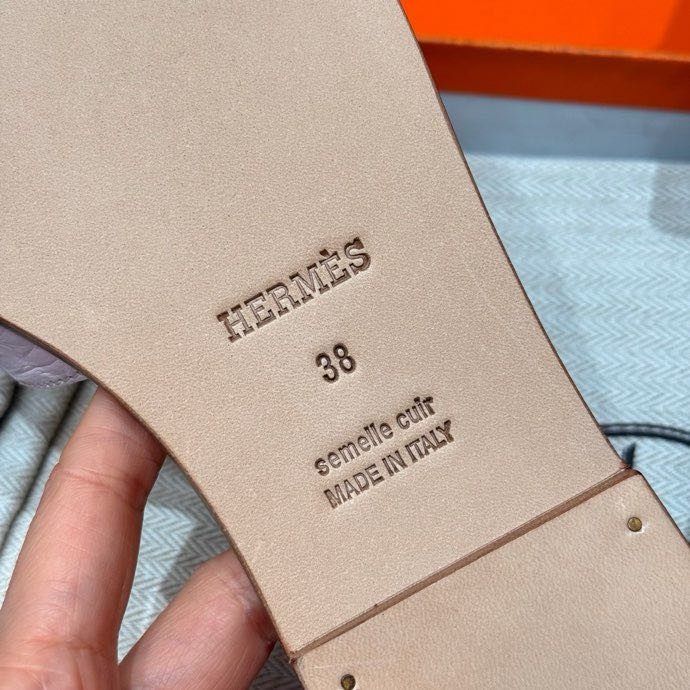 HERMÈS
38
semelle cuir
MADE IN ITALY